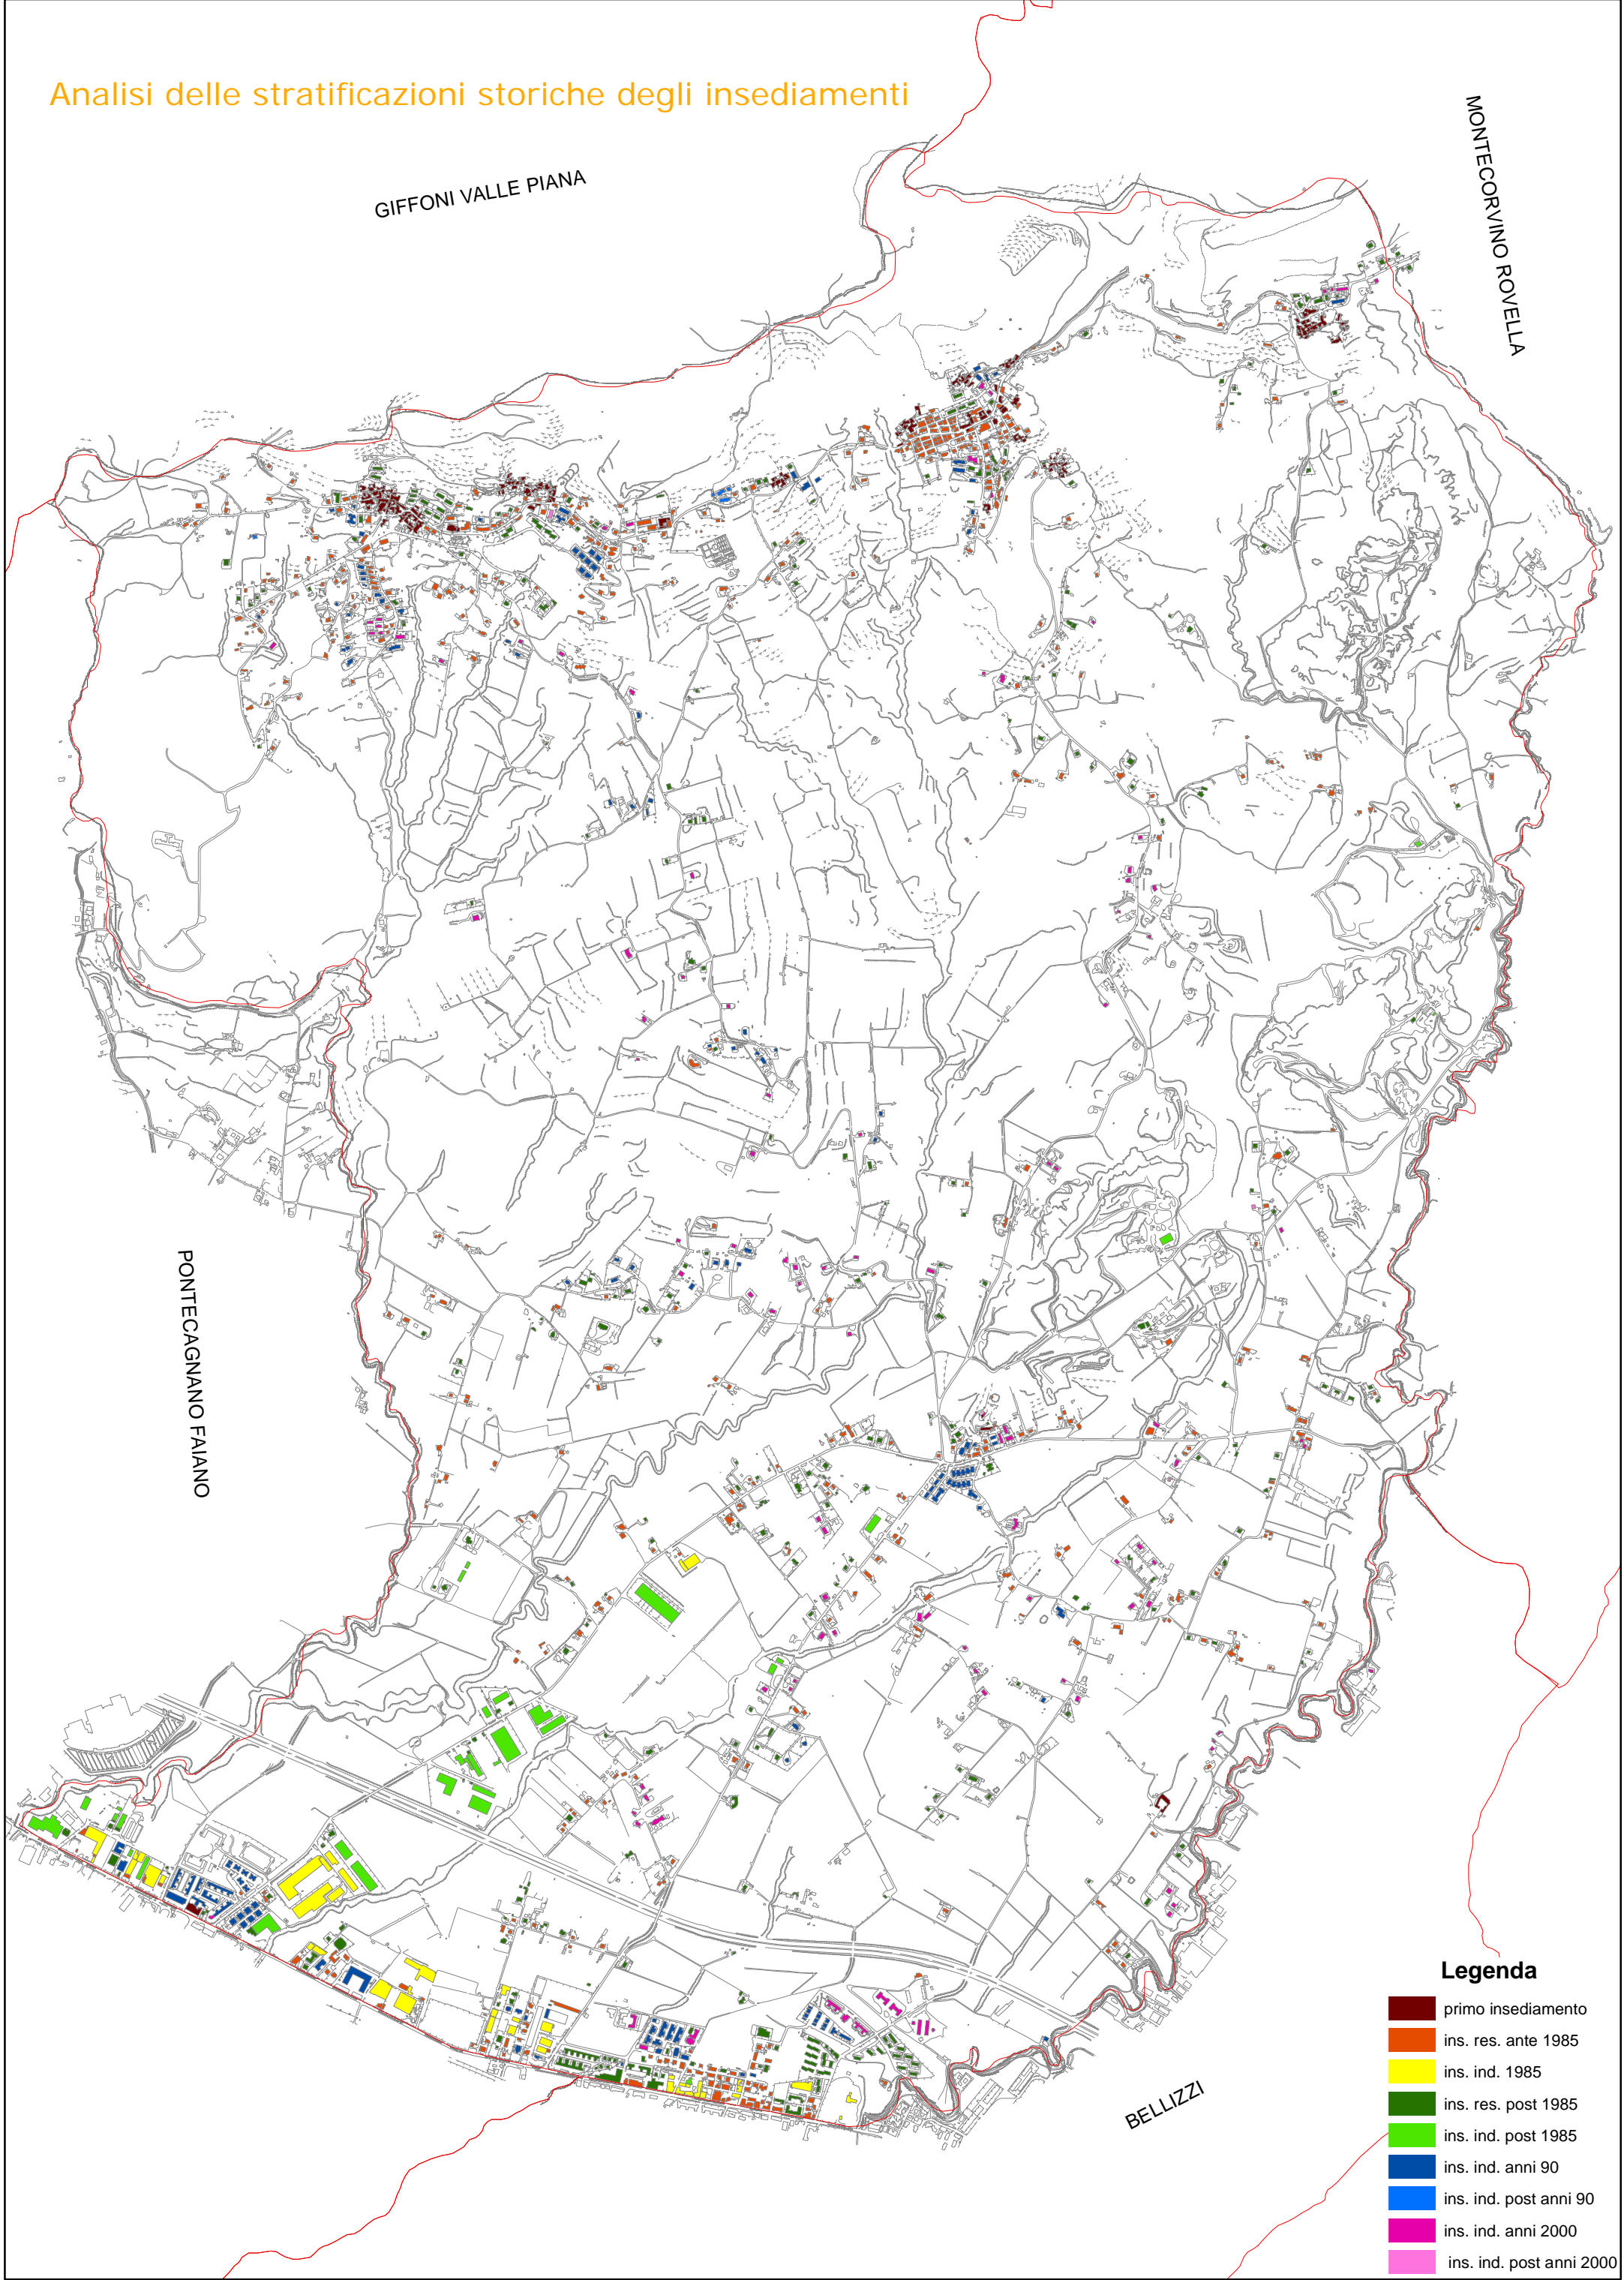 Analisi delle stratificazioni storiche degli insediamenti
MONTECORVINO ROVELLA
GIFFONI VALLE PIANA
PONTECAGNANO FAIANO
BELLIZZI
Legenda
primo insediamento
ins. res. ante 1985
ins. ind. 1985
ins. res. post 1985
ins. ind. post 1985
ins. ind. anni 90
ins. ind. post anni 90
ins. ind. anni 2000
ins. ind. post anni 2000